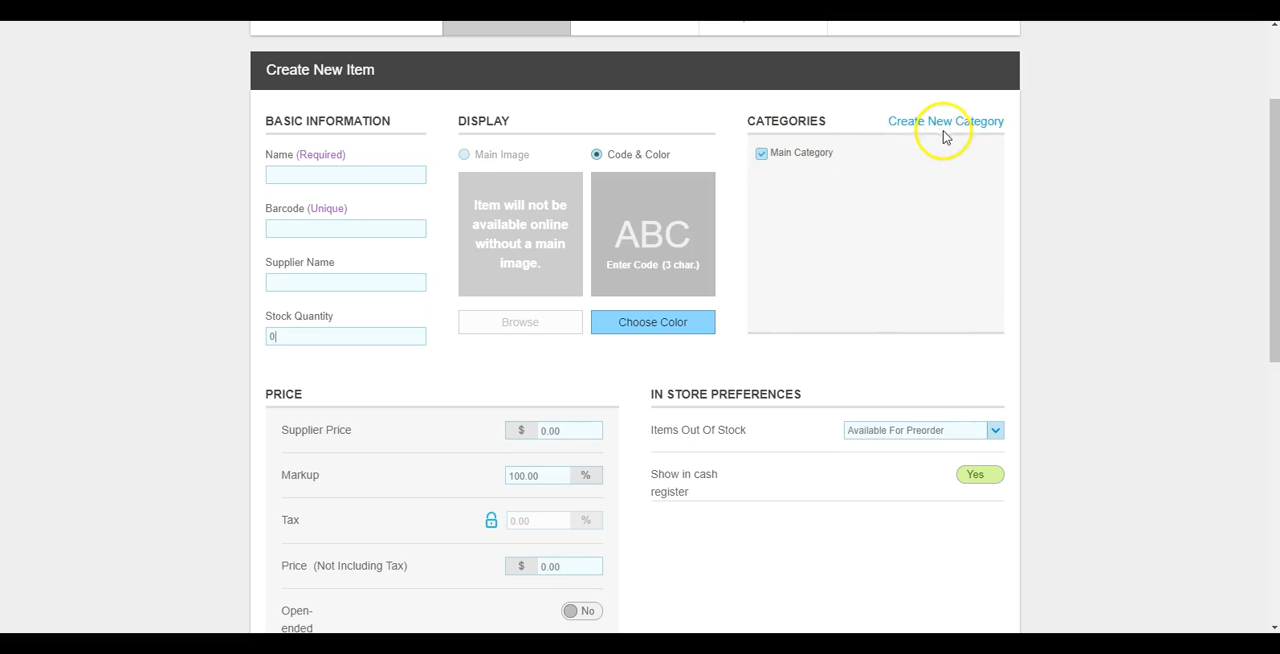 Create New Item
BASIC INFORMATION
Name (Required)
Barcode (Unique)
Supplier Name
Stock Quantity
0
DISPLAY
Main Image
Code & Color
Item will not be
available online
without a main
image.
ABC
Enter Code (3 char.)
Browse
Choose Color
CATEGORIES
Create New Category
Main Category
PRICE
Supplier Price
$ 0.00
Markup
100.00 %
Tax
0.00 %
Price (Not Including Tax)
$ 0.00
Open-
ended
No
IN STORE PREFERENCES
Items Out Of Stock
Available For Preorder
Show in cash
register
Yes